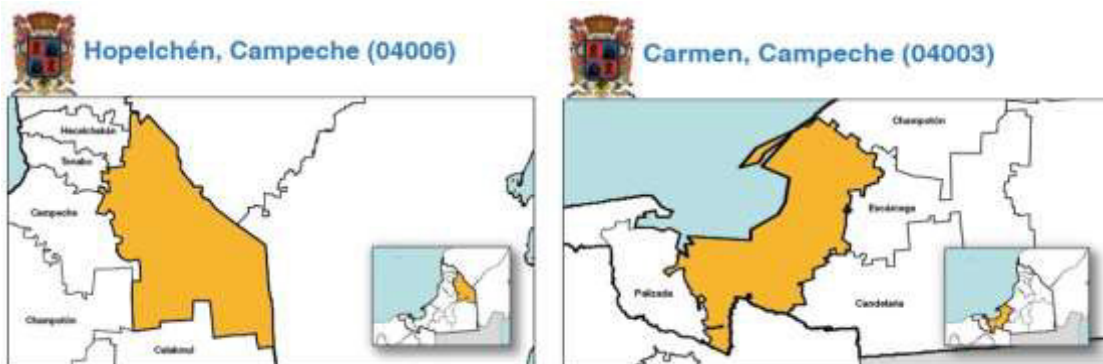 Hopelchén, Campeche (04006)
Hecelchakán
Tenabo
Campeche
Champotón
Calakmul
Carmen, Campeche (04003)
Champotón
Escárcega
Palizada
Candelaria